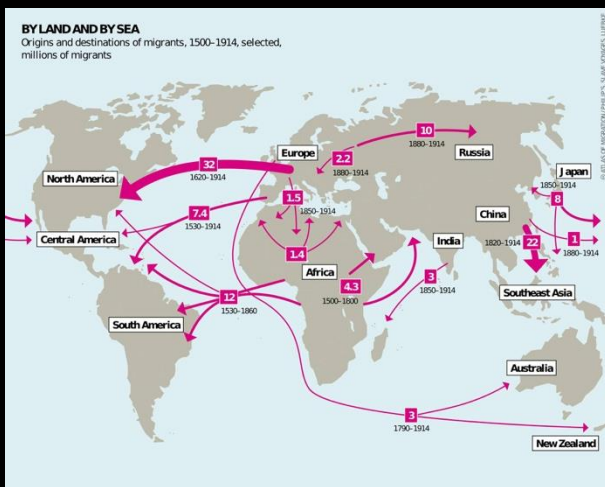 BY LAND AND BY SEA
Origins and destinations of migrants, 1500–1914, selected,
millions of migrants
Europe
10
1880–1914
Russia
2.2
1880–1914
32
1620–1914
North America
Japan
1850–1914
8
1.5
1850–1914
7.4
1530–1914
China
1820–1914
22
1
1880–1914
Central America
India
3
1850–1914
1.4
Africa
4.3
1500–1800
12
1530–1860
Southeast Asia
South America
Australia
3
1790–1914
New Zealand